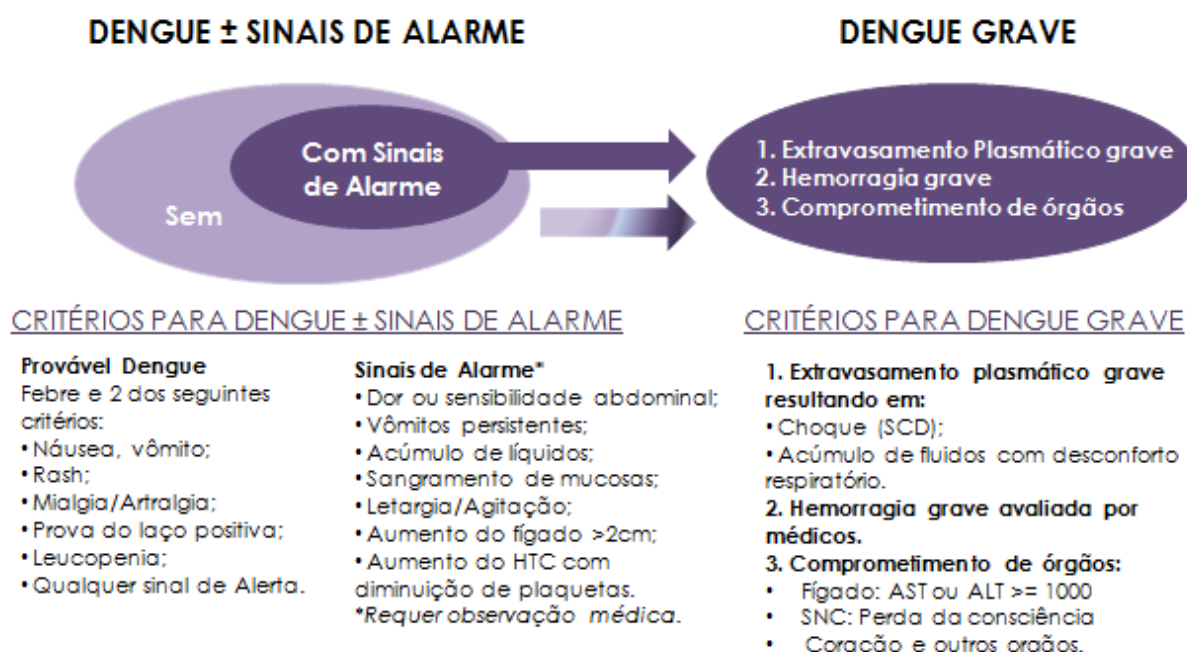 DENGUE ± SINAIS DE ALARME
DENGUE GRAVE
Com Sinais
de Alarme
Sem
1. Extravasamento Plasmático grave
2. Hemorragia grave
3. Comprometimento de órgãos
CRITÉRIOS PARA DENGUE ± SINAIS DE ALARME
Provável Dengue
Febre e 2 dos seguintes
critérios:
• Náusea, vômito;
• Rash;
• Mialgia/Artralgia;
• Prova do laço positiva;
• Leucopenia;
• Qualquer sinal de Alerta.
Sinais de Alarme*
• Dor ou sensibilidade abdominal;
• Vômitos persistentes;
• Acúmulo de líquidos;
• Sangramento de mucosas;
• Letargia/Agitação;
• Aumento do fígado >2cm;
• Aumento do HTC com
diminuição de plaquetas.
*Requer observação médica.
CRITÉRIOS PARA DENGUE GRAVE
1. Extravasamento plasmático grave
resultando em:
• Choque (SCD);
• Acúmulo de fluidos com desconforto
respiratório.
2. Hemorragia grave avaliada por
médicos.
3. Comprometimento de órgãos:
• Fígado: AST ou ALT >= 1000
• SNC: Perda da consciência
• Coração e outros orgãos.